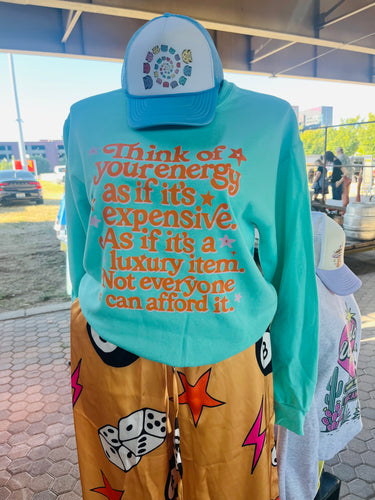 Think of
your energy
as if it's
expensive.
As if it's a
luxury item.
Not everyone
can afford it.